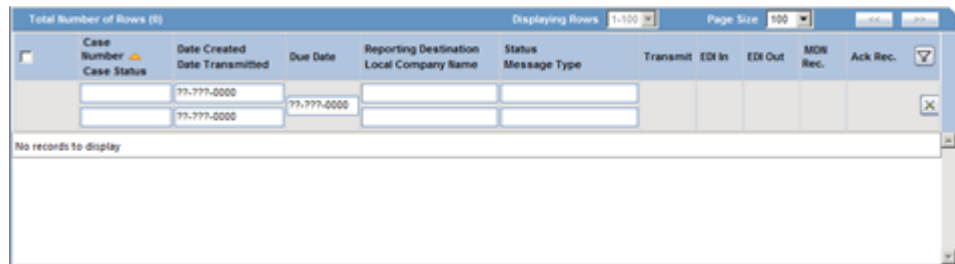 Total Number of Rows (0) Displaying Rows 1-100 Page Size 100 << >>
Case Number Case Status Date Created Date Transmitted Due Date Reporting Destination Local Company Name Status Message Type Transmit EDI In EDI Out MDN Rec. Ack Rec.
??-???-0000
??-???-0000
??-???-0000
No records to display